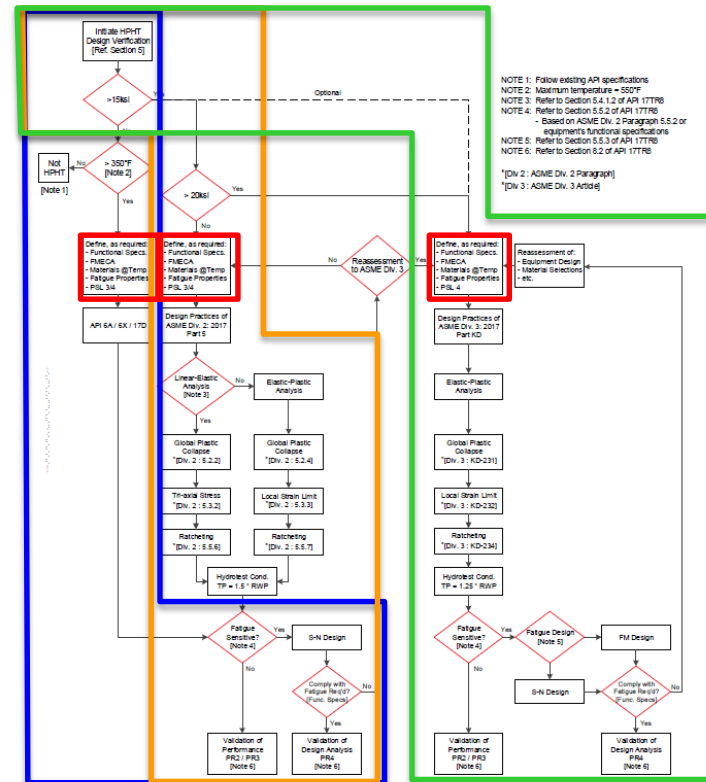 Initiate HPHT
Design Verification
[Ref. Section 5]
>15ksi
Yes
Optional
No
NOTE 1: Follow existing API specifications
NOTE 2: Maximum temperature = 550°F
NOTE 3: Refer to Section 5.4.1.2 of API 17TR8
NOTE 4: Refer to Section 5.5.2 of API 17TR8
- Based on ASME Div. 2 Paragraph 5.5.2 or
equipment's functional specifications
NOTE 5: Refer to Section 5.5.3 of API 17TR8
NOTE 6: Refer to Section 8.2 of API 17TR8
*[Div 2 : ASME Div. 2 Paragraph]
*[Div 3 : ASME Div. 3 Article]
Not
HPHT
[Note 1]
No
> 350°F
[Note 2]
Yes
> 20ksi
Yes
No
Define, as required:
- Functional Specs.
- FMECA
- Materials @Temp
- Fatigue Properties
- PSL 3/4
Define, as required:
- Functional Specs.
- FMECA
- Materials @Temp
- Fatigue Properties
- PSL 3/4
No
Reassessment
to ASME Div. 3
Yes
Define, as required:
- Functional Specs.
- FMECA
- Materials @Temp
- Fatigue Properties
- PSL 4
Reassessment of:
- Equipment Design
- Material Selections
- etc.
API 6A / 6X / 17D
Design Practices of
ASME Div. 2: 2017
Part 5
Design Practices of
ASME Div. 3: 2017
Part KD
Linear-Elastic
Analysis
[Note 3]
No
Yes
Elastic-Plastic
Analysis
Elastic-Plastic
Analysis
Global Plastic
Collapse
*[Div. 2 : 5.2.2]
Global Plastic
Collapse
*[Div. 2 : 5.2.4]
Global Plastic
Collapse
*[Div. 3 : KD-231]
Tri-axial Stress
*[Div. 2 : 5.3.2]
Local Strain Limit
*[Div. 2 : 5.3.3]
Local Strain Limit
*[Div. 3 : KD-232]
Ratcheting
*[Div. 2 : 5.5.6]
Ratcheting
*[Div. 2 : 5.5.7]
Ratcheting
*[Div. 3 : KD-234]
Hydrotest Cond.
TP = 1.5 * RWP
Hydrotest Cond.
TP = 1.25 * RWP
Fatigue
Sensitive?
[Note 4]
Yes
No
S-N Design
Comply with
Fatigue Req'd?
[Func. Specs]
No
Yes
Fatigue
Sensitive?
[Note 4]
Yes
No
Fatigue Design
[Note 5]
FM Design
S-N Design
Comply with
Fatigue Req'd?
[Func. Specs]
No
Yes
Validation of
Performance
PR2 / PR3
[Note 6]
Validation of
Design Analysis
PR4
[Note 6]
Validation of
Performance
PR2 / PR3
[Note 6]
Validation of
Design Analysis
PR4
[Note 6]